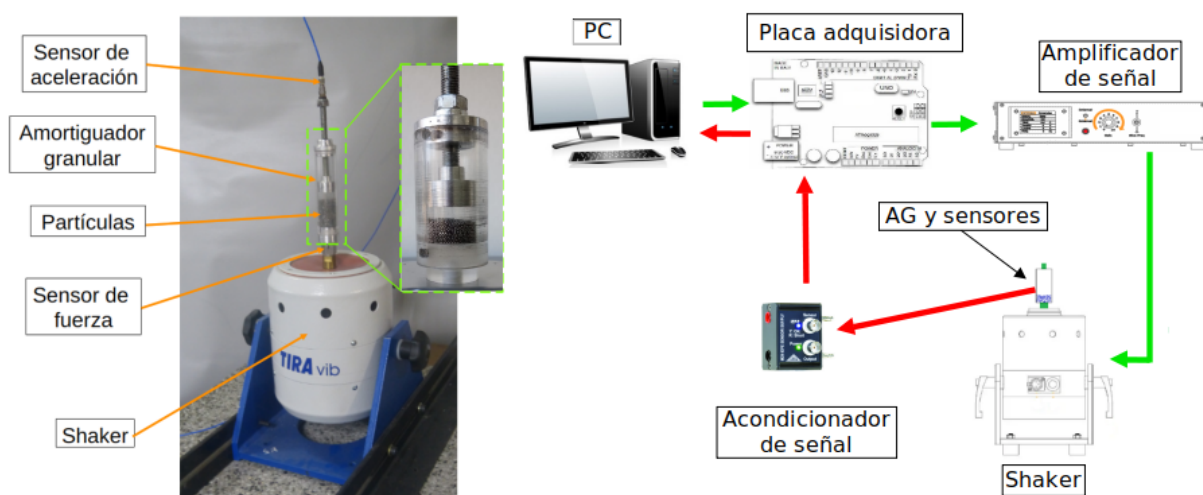 Sensor de
aceleración
Amortiguador
granular
Partículas
Sensor de
fuerza
Shaker
TIRA vib
PC
Placa adquisidora
Amplificador
de señal
AG y sensores
Acondicionador
de señal
Shaker